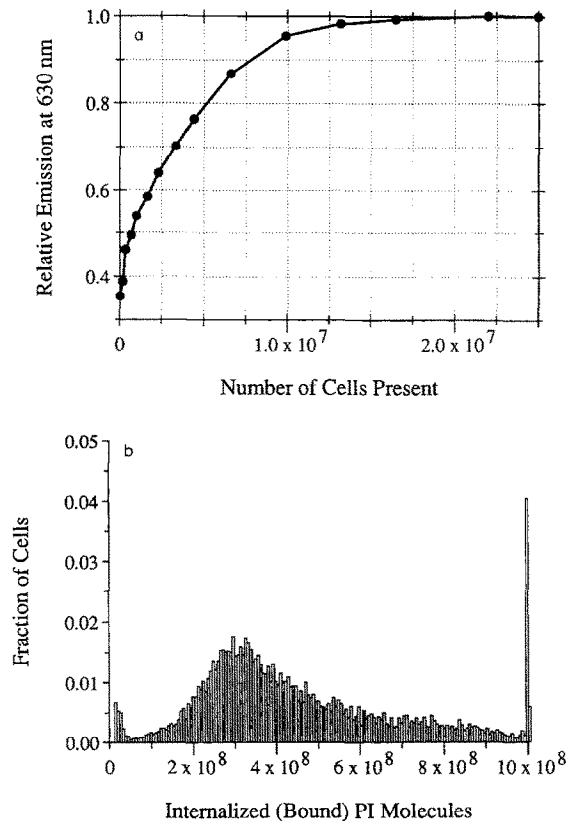 a
1.0
0.8
0.6
0.4
Relative Emission at 630 nm
0
1.0 x 10^7
2.0 x 10^7
Number of Cells Present
b
0.05
0.04
0.03
0.02
0.01
0.00
Fraction of Cells
0
2 x 10^8
4 x 10^8
6 x 10^8
8 x 10^8
10 x 10^8
Internalized (Bound) PI Molecules